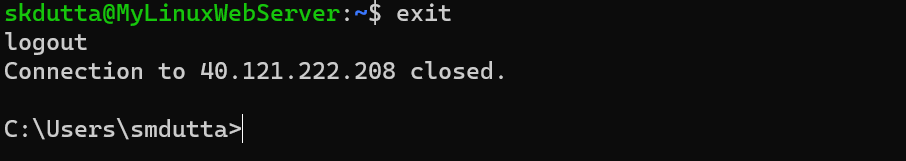 skdutta@MyLinuxWebServer:~$ exit
logout
Connection to 40.121.222.208 closed.
C:\Users\smdutta>